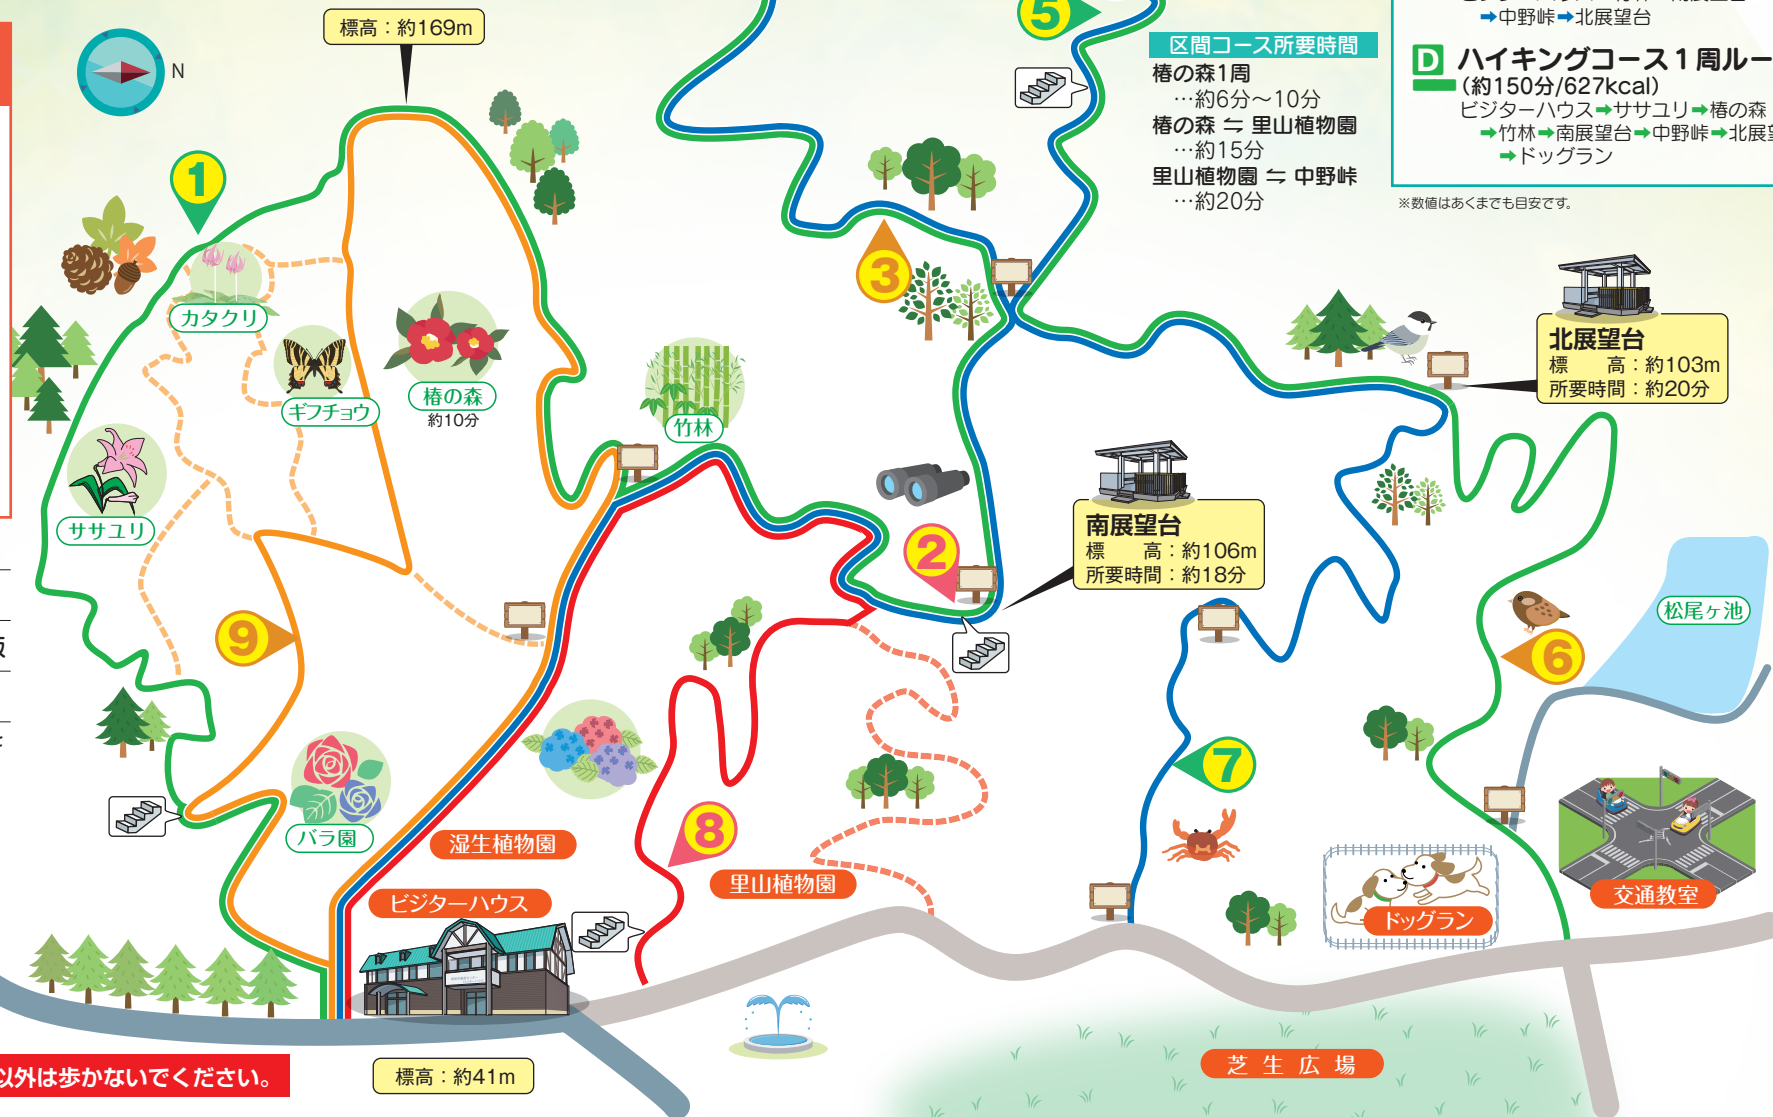 標高：約169m
N
1
5
区間コース所要時間
椿の森1周
…約6分～10分
椿の森 ⇋ 里山植物園
…約15分
里山植物園 ⇋ 中野峠
…約20分
➡中野峠➡北展望台
D ハイキングコース１周ルー
(約150分/627kcal)
ビジターハウス➡ササユリ➡椿の森
➡竹林➡南展望台➡中野峠➡北展望
➡ドッグラン
※数値はあくまでも目安です。
3
カタクリ
ギフチョウ
椿の森
約10分
竹林
ササユリ
北展望台
標　高：約103m
所要時間：約20分
南展望台
標　高：約106m
所要時間：約18分
2
9
6
松尾ヶ池
7
8
バラ園
湿生植物園
ビジターハウス
里山植物園
ドッグラン
交通教室
芝生広場
以外は歩かないでください。
標高：約41m